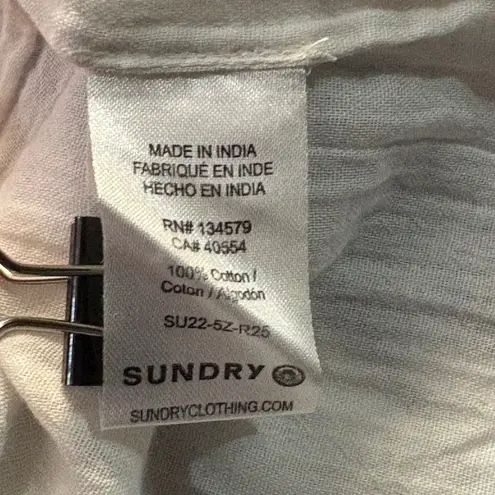 MADE IN INDIA
FABRIQUÉ EN INDE
HECHO EN INDIA
RN# 134579
CA# 40554
100% Cotton /
Coton / Algodón
SU22-5Z-R25
SUNDRY
SUNDRYCLOTHING.COM